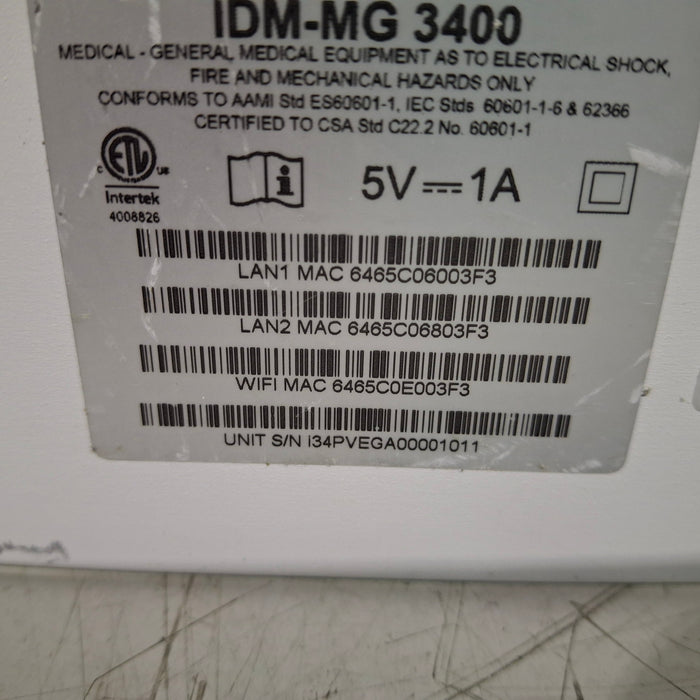 IDM-MG 3400
MEDICAL - GENERAL MEDICAL EQUIPMENT AS TO ELECTRICAL SHOCK,
FIRE AND MECHANICAL HAZARDS ONLY
CONFORMS TO AAMI Std ES60601-1, IEC Stds 60601-1-6 & 62366
CERTIFIED TO CSA Std C22.2 No. 60601-1
C ETL US
Intertek
4008826
i
5V 1A
LAN1 MAC 6465C06003F3
LAN2 MAC 6465C06803F3
WIFI MAC 6465C0E003F3
UNIT S/N i34PVEGA00001011